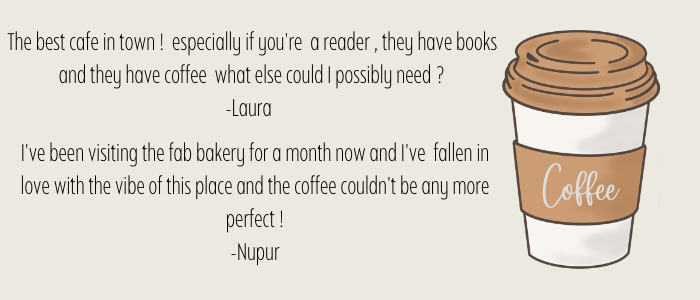 The best cafe in town ! especially if you're a reader , they have books
and they have coffee what else could I possibly need ?
-Laura
I've been visiting the fab bakery for a month now and I've fallen in
love with the vibe of this place and the coffee couldn't be any more
perfect !
-Nupur
Coffee